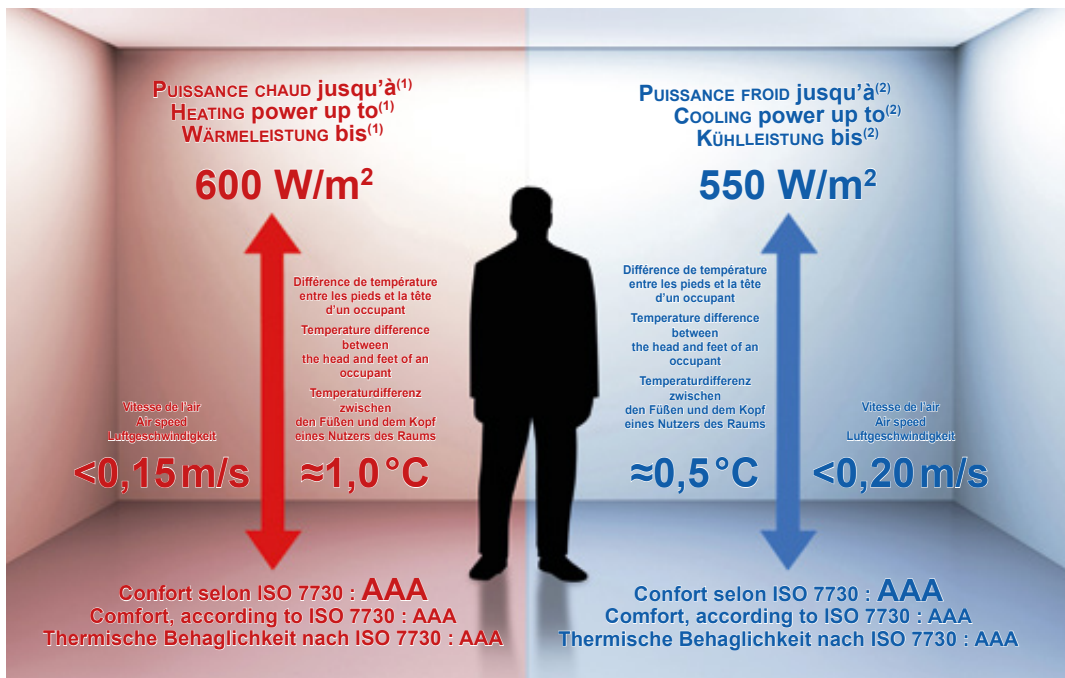 PUISSANCE CHAUD jusqu'à(1)
HEATING power up to(1)
WÄRMELEISTUNG bis(1)
600 W/m²
Différence de température
entre les pieds et la tête
d'un occupant
Temperature difference
between
the head and feet of an
occupant
Temperaturdifferenz
zwischen
den Füßen und dem Kopf
eines Nutzers des Raums
Vitesse de l'air
Air speed
Luftgeschwindigkeit
<0,15 m/s
≈1,0 °C
Confort selon ISO 7730 : AAA
Comfort, according to ISO 7730 : AAA
Thermische Behaglichkeit nach ISO 7730 : AAA
PUISSANCE FROID jusqu'à(2)
COOLING power up to(2)
KÜHLLEISTUNG bis(2)
550 W/m²
Différence de température
entre les pieds et la tête
d'un occupant
Temperature difference
between
the head and feet of an
occupant
Temperaturdifferenz
zwischen
den Füßen und dem Kopf
eines Nutzers des Raums
Vitesse de l'air
Air speed
Luftgeschwindigkeit
≈0,5 °C
<0,20 m/s
Confort selon ISO 7730 : AAA
Comfort, according to ISO 7730 : AAA
Thermische Behaglichkeit nach ISO 7730 : AAA